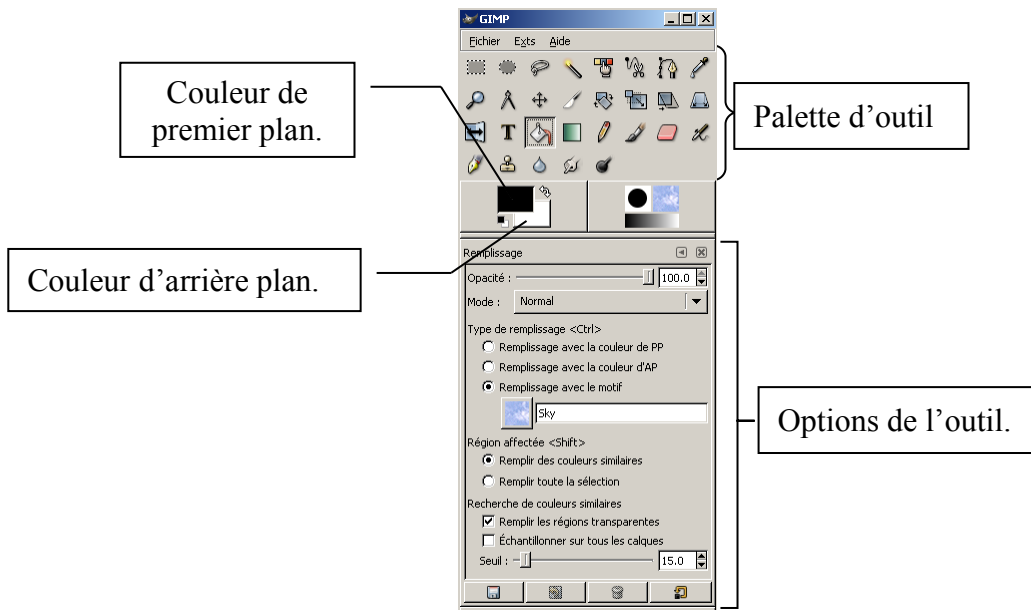 GIMP
Fichier Exts Aide
Couleur de
premier plan.
Palette d'outil
T
Couleur d'arrière plan.
Remplissage
Opacité : 100.0
Mode : Normal
Type de remplissage <Ctrl>
Remplissage avec la couleur de PP
Remplissage avec la couleur d'AP
Remplissage avec le motif
Sky
Options de l'outil.
Région affectée <Shift>
Remplir des couleurs similaires
Remplir toute la sélection
Recherche de couleurs similaires
Remplir les régions transparentes
Échantillonner sur tous les calques
Seuil : 15.0